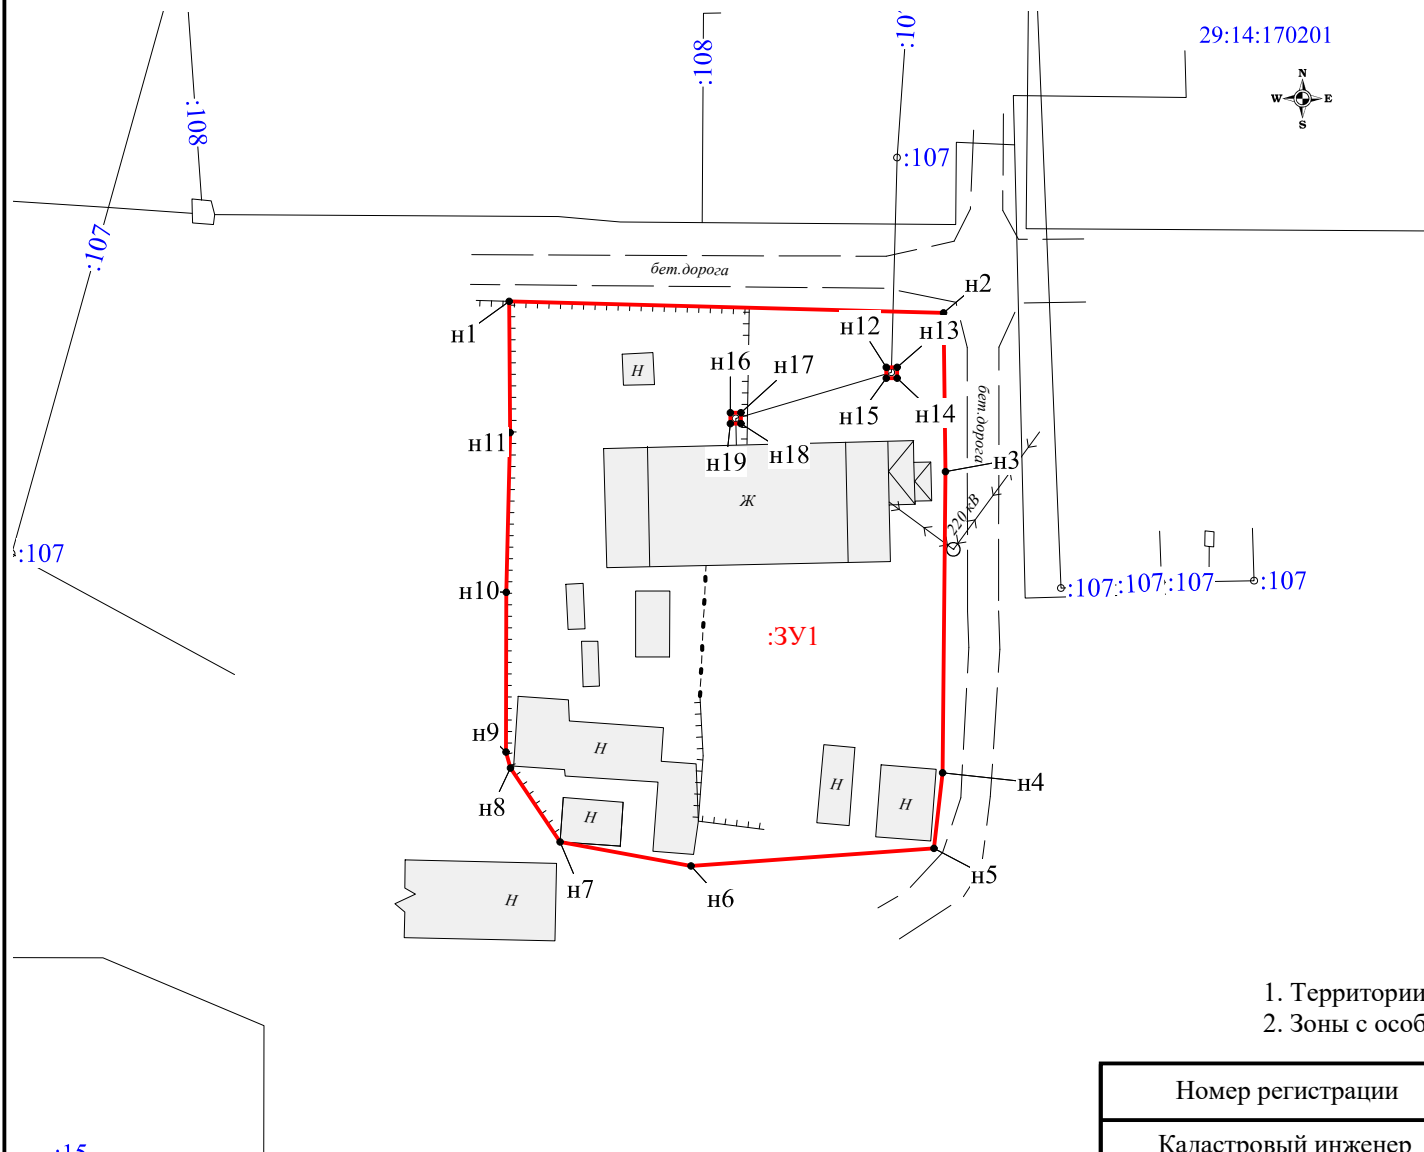 :10
29:14:170201
:108
:108
N
W E
S
:107
:107
бет.дорога
н2
н1
н12
н13
н16
н17
Н
н15
н14
бет.дорога
н11
н18
н19
н3
Ж
220 кВ
:107
:107
:107
:107
:107
н10
:ЗУ1
н9
Н
н4
Н
Н
н8
Н
н5
н7
н6
Н
1. Территории
2. Зоны с особ
Номер регистрации
Кадастровый инженер
:15